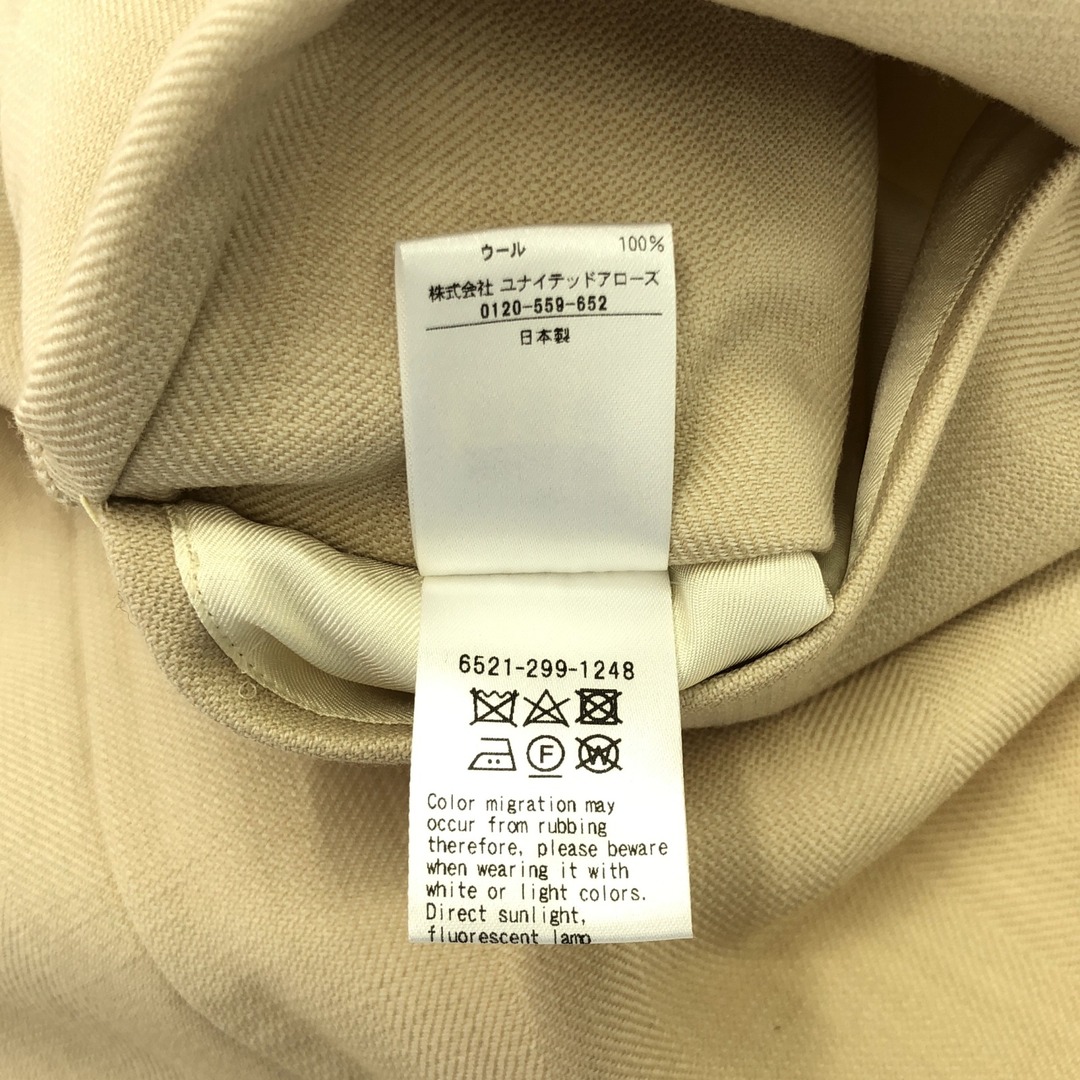 ウール 100%
株式会社 ユナイテッドアローズ
0120-559-652
日本製
6521-299-1248
F W
Color migration may
occur from rubbing
therefore, please beware
when wearing it with
white or light colors.
Direct sunlight,
fluorescent lamp